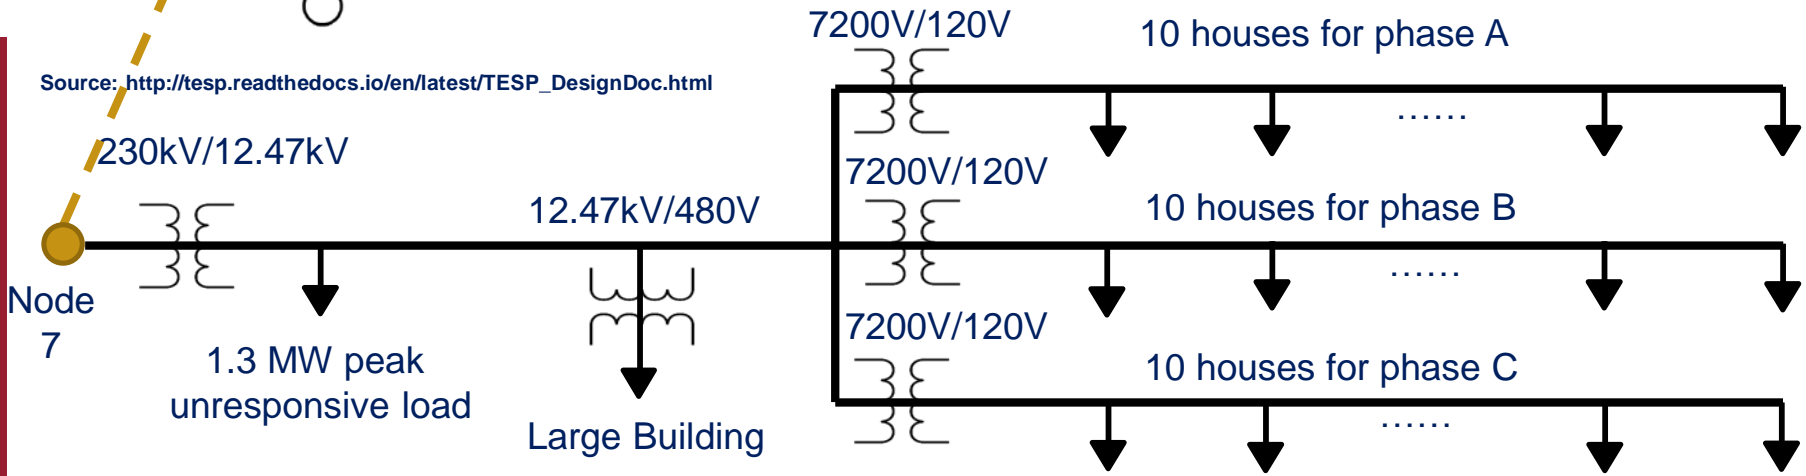 7200V/120V
10 houses for phase A
Source: http://tesp.readthedocs.io/en/latest/TESP_DesignDoc.html
......
230kV/12.47kV
7200V/120V
12.47kV/480V
10 houses for phase B
......
Node
7
7200V/120V
1.3 MW peak
unresponsive load
10 houses for phase C
......
Large Building